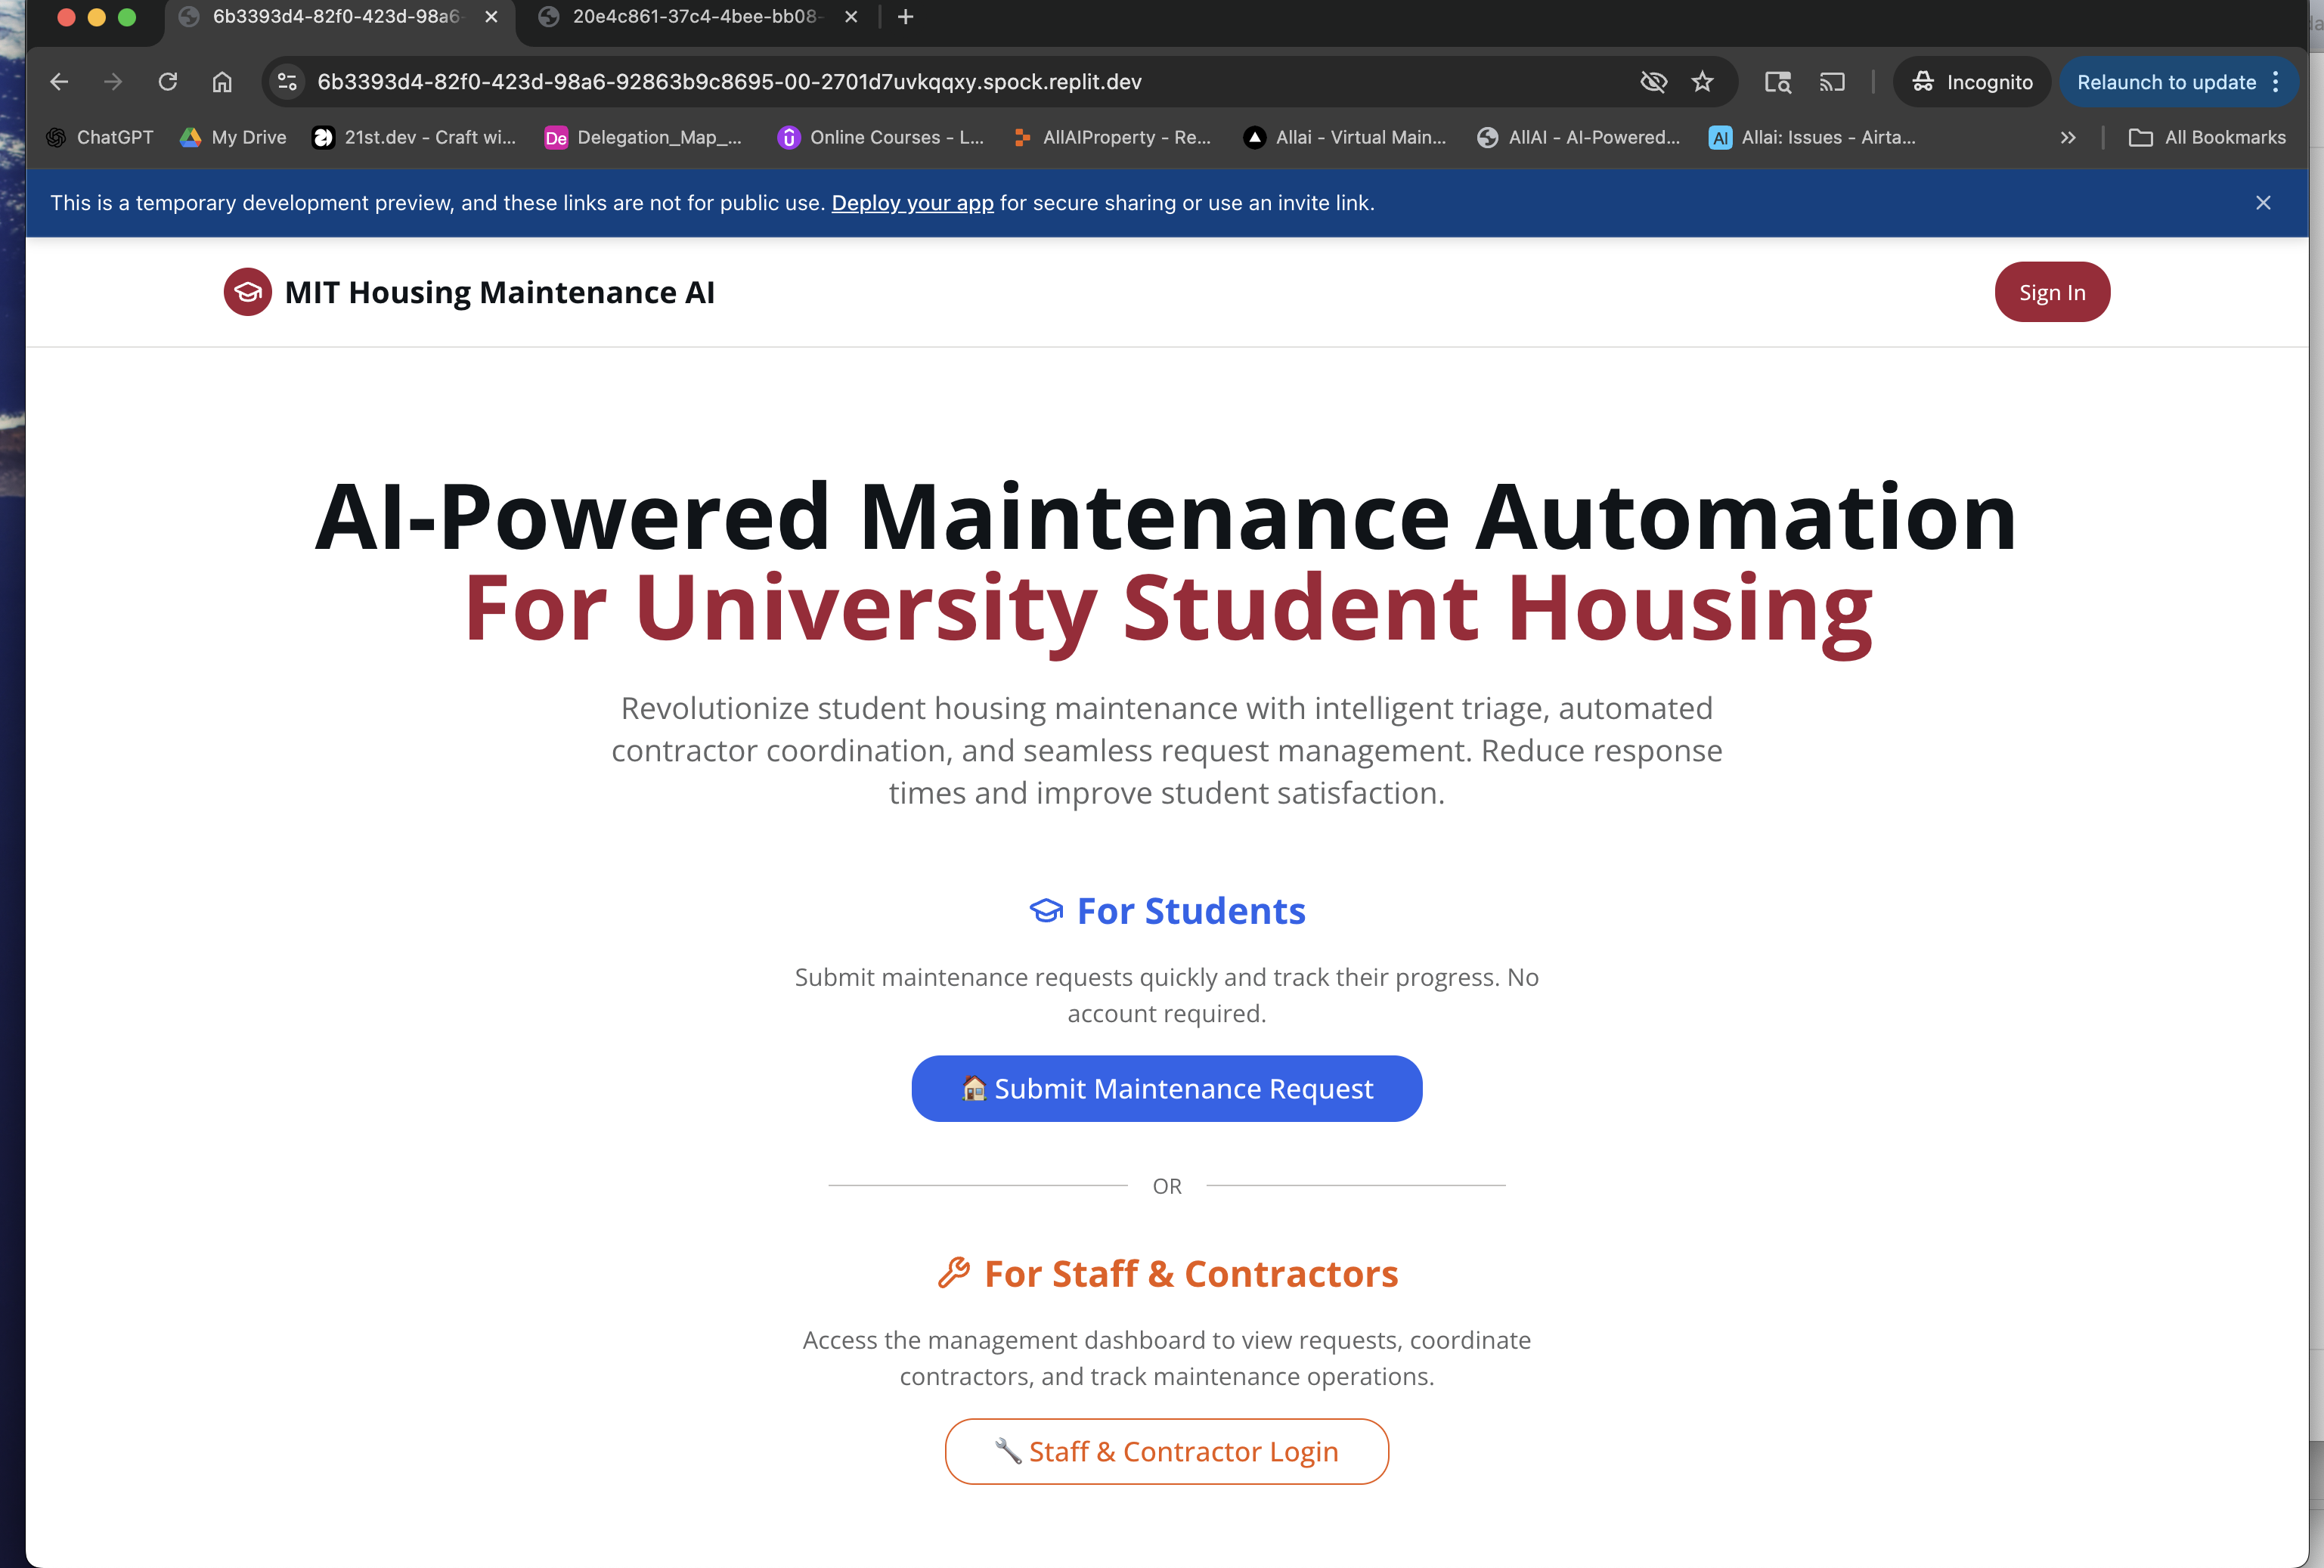 6b3393d4-82f0-423d-98a6-
20e4c861-37c4-4bee-bb08-
6b3393d4-82f0-423d-98a6-92863b9c8695-00-2701d7uvkqqxy.spock.replit.dev
Incognito
Relaunch to update
ChatGPT
My Drive
21st.dev - Craft wi...
De Delegation_Map_...
Online Courses - L...
AllAIProperty - Re...
Allai - Virtual Main...
AllAI - AI-Powered...
AI Allai: Issues - Airta...
All Bookmarks
This is a temporary development preview, and these links are not for public use. Deploy your app for secure sharing or use an invite link.
MIT Housing Maintenance AI
Sign In
AI-Powered Maintenance Automation
For University Student Housing
Revolutionize student housing maintenance with intelligent triage, automated
contractor coordination, and seamless request management. Reduce response
times and improve student satisfaction.
For Students
Submit maintenance requests quickly and track their progress. No
account required.
🏠 Submit Maintenance Request
OR
For Staff & Contractors
Access the management dashboard to view requests, coordinate
contractors, and track maintenance operations.
🔧 Staff & Contractor Login